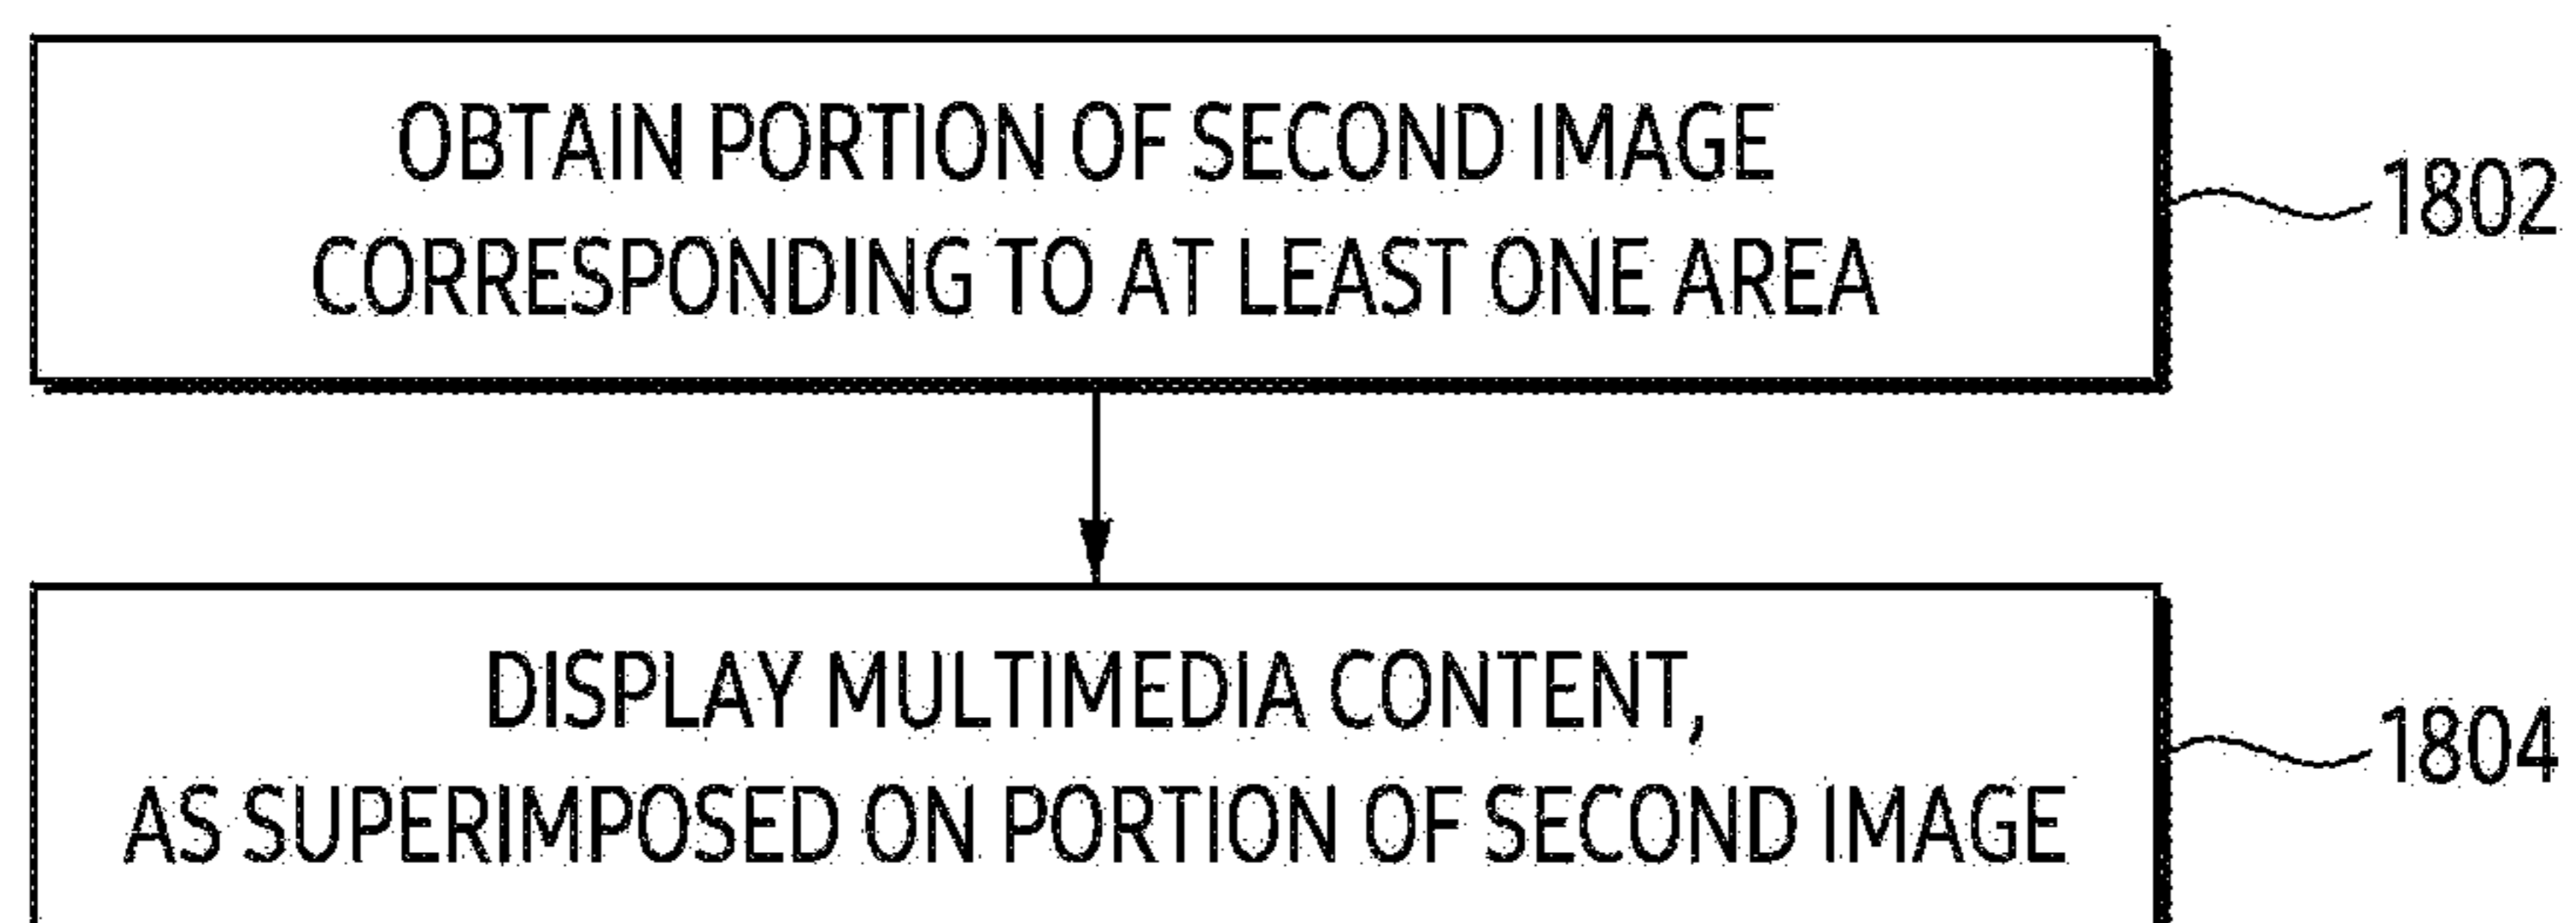 OBTAIN PORTION OF SECOND IMAGE
CORRESPONDING TO AT LEAST ONE AREA
1802
DISPLAY MULTIMEDIA CONTENT,
AS SUPERIMPOSED ON PORTION OF SECOND IMAGE
1804